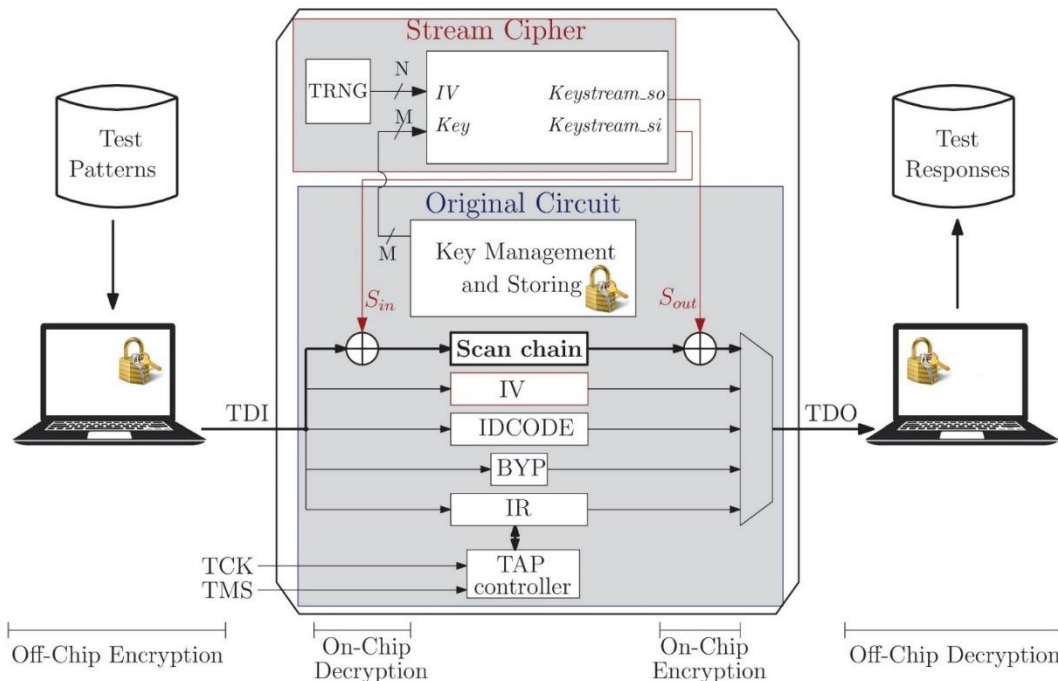 Stream Cipher
TRNG
N
M
IV
Key
Keystream_so
Keystream_si
Test
Patterns
Test
Responses
Original Circuit
M
Key Management
and Storing
S_in
S_out
Scan chain
IV
TDI
IDCODE
TDO
BYP
IR
TCK
TMS
TAP
controller
Off-Chip Encryption
On-Chip
Decryption
On-Chip
Encryption
Off-Chip Decryption